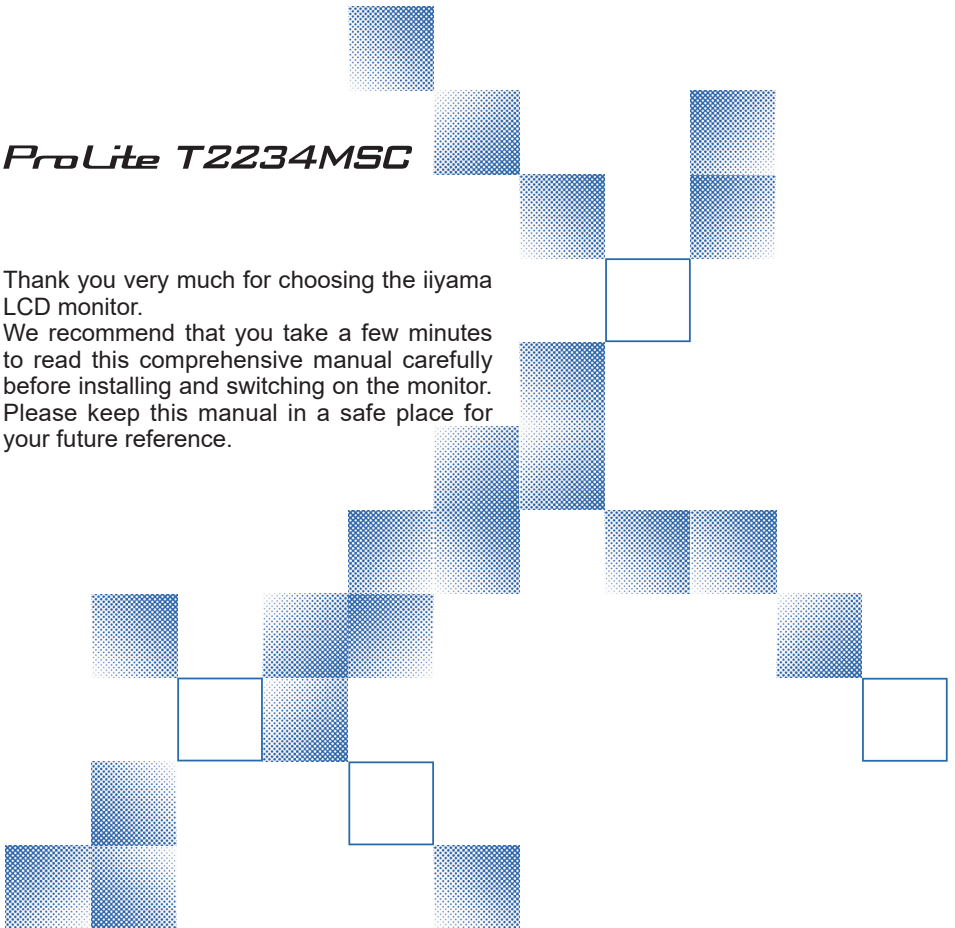 ProLite T2234MSC
Thank you very much for choosing the iiyama
LCD monitor.
We recommend that you take a few minutes
to read this comprehensive manual carefully
before installing and switching on the monitor.
Please keep this manual in a safe place for
your future reference.